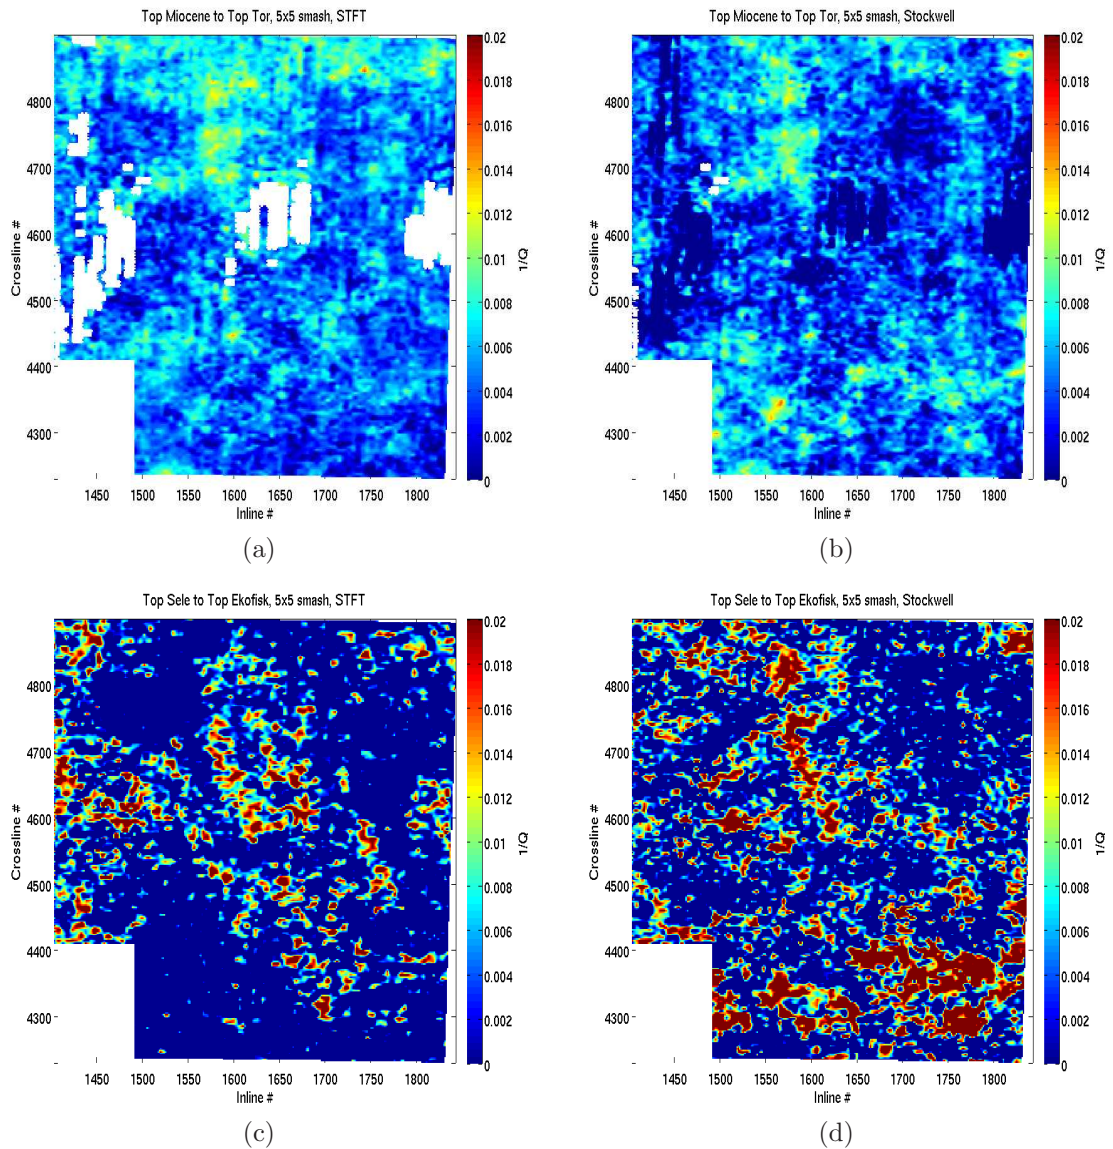 Top Miocene to Top Tor, 5x5 smash, STFT
Top Miocene to Top Tor, 5x5 smash, Stockwell
4800
4700
4600
4500
4400
4300
Crossline #
1450 1500 1550 1600 1650 1700 1750 1800
Inline #
0.02
0.018
0.016
0.014
0.012
0.01
0.008
0.006
0.004
0.002
0
1/Q
4800
4700
4600
4500
4400
4300
Crossline #
1450 1500 1550 1600 1650 1700 1750 1800
Inline #
0.02
0.018
0.016
0.014
0.012
0.01
0.008
0.006
0.004
0.002
0
1/Q
(a)
(b)
Top Sele to Top Ekofisk, 5x5 smash, STFT
Top Sele to Top Ekofisk, 5x5 smash, Stockwell
4800
4700
4600
4500
4400
4300
Crossline #
1450 1500 1550 1600 1650 1700 1750 1800
Inline #
0.02
0.018
0.016
0.014
0.012
0.01
0.008
0.006
0.004
0.002
0
1/Q
4800
4700
4600
4500
4400
4300
Crossline #
1450 1500 1550 1600 1650 1700 1750 1800
Inline #
0.02
0.018
0.016
0.014
0.012
0.01
0.008
0.006
0.004
0.002
0
1/Q
(c)
(d)